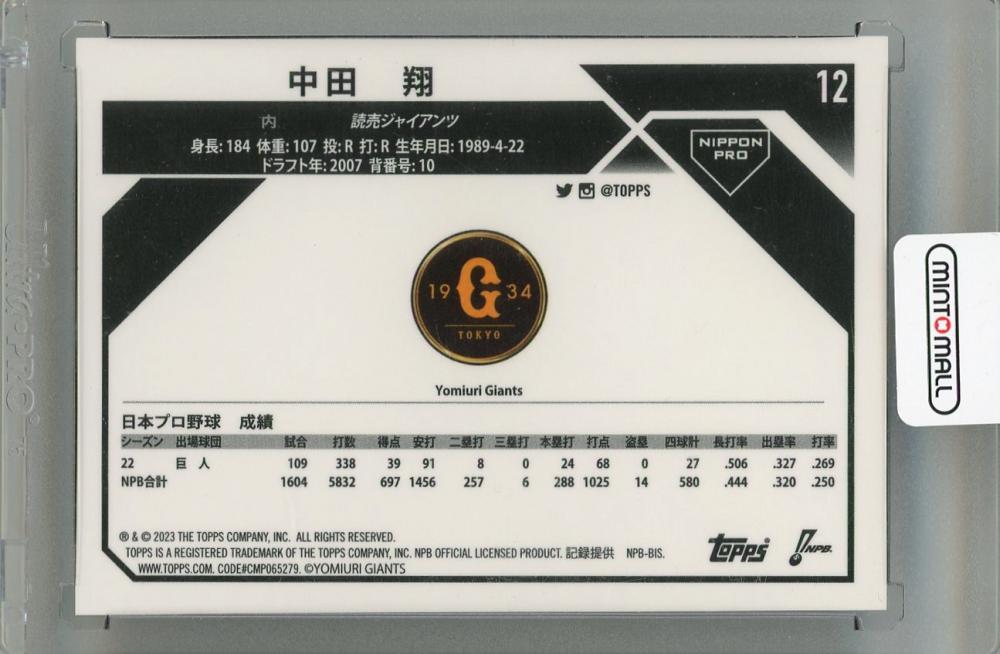 中田 翔
12
内 読売ジャイアンツ
身長: 184 体重: 107 投: R 打: R 生年月日: 1989-4-22
ドラフト年: 2007 背番号: 10
NIPPON
PRO
@TOPPS
19 G 34
TOKYO
Yomiuri Giants
日本プロ野球 成績
シーズン 出場球団 試合 打数 得点 安打 二塁打 三塁打 本塁打 打点 盗塁 四球計 長打率 出塁率 打率
22 巨人 109 338 39 91 8 0 24 68 0 27 .506 .327 .269
NPB合計 1604 5832 697 1456 257 6 288 1025 14 580 .444 .320 .250
® & © 2023 THE TOPPS COMPANY, INC. ALL RIGHTS RESERVED.
TOPPS IS A REGISTERED TRADEMARK OF THE TOPPS COMPANY, INC. NPB OFFICIAL LICENSED PRODUCT. 記録提供 NPB-BIS.
WWW.TOPPS.COM. CODE#CMP065279. ©YOMIURI GIANTS
Topps
NPB.
MINT MALL